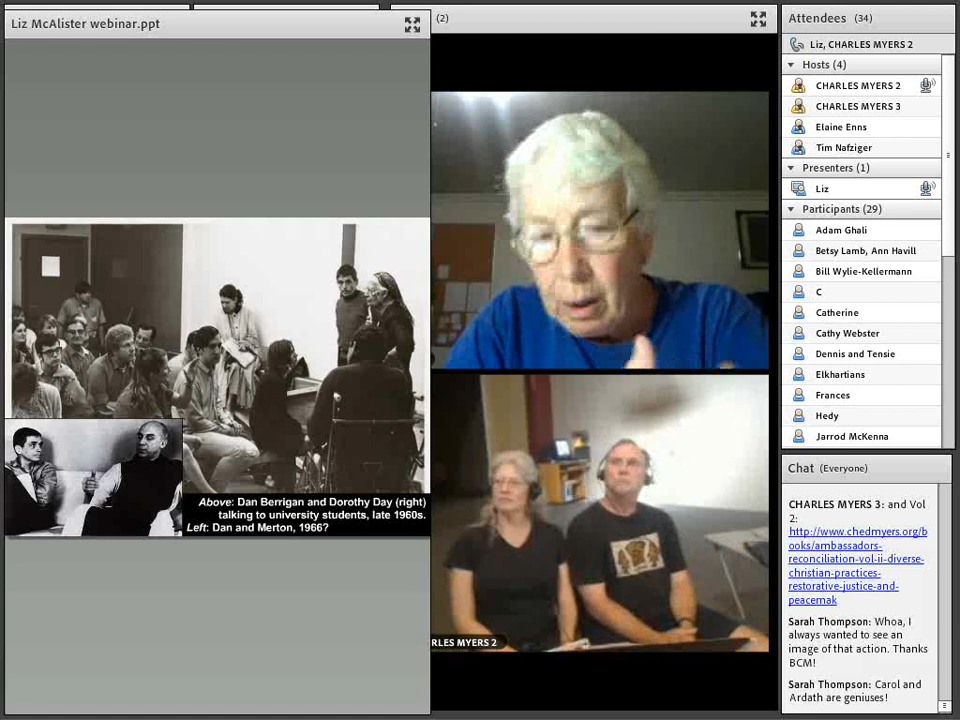 Liz McAlister webinar.ppt
(2)
Above: Dan Berrigan and Dorothy Day (right)
talking to university students, late 1960s.
Left: Dan and Merton, 1966?
RLES MYERS 2
Attendees (34)
Liz, CHARLES MYERS 2
Hosts (4)
CHARLES MYERS 2
CHARLES MYERS 3
Elaine Enns
Tim Nafziger
Presenters (1)
Liz
Participants (29)
Adam Ghali
Betsy Lamb, Ann Havill
Bill Wylie-Kellermann
C
Catherine
Cathy Webster
Dennis and Tensie
Elkhartians
Frances
Hedy
Jarrod McKenna
Chat (Everyone)
CHARLES MYERS 3: and Vol
2:
http://www.chedmyers.org/b
ooks/ambassadors-
reconciliation-vol-ii-diverse-
christian-practices-
restorative-justice-and-
peacemak
Sarah Thompson: Whoa, I
always wanted to see an
image of that action. Thanks
BCM!
Sarah Thompson: Carol and
Ardath are geniuses!